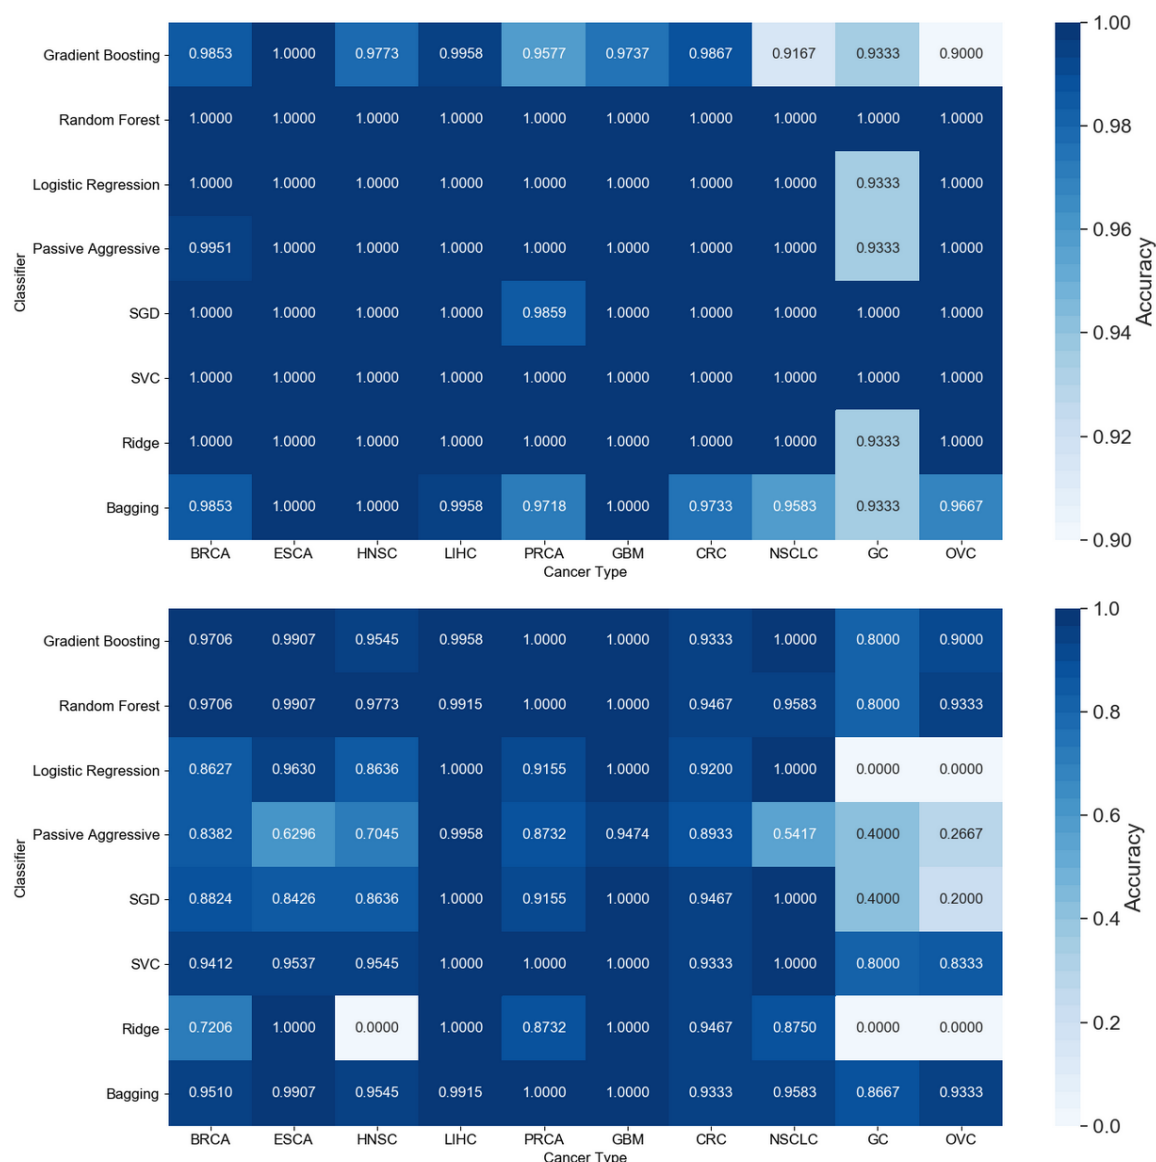 Gradient Boosting 0.9853 1.0000 0.9773 0.9958 0.9577 0.9737 0.9867 0.9167 0.9333 0.9000
Random Forest 1.0000 1.0000 1.0000 1.0000 1.0000 1.0000 1.0000 1.0000 1.0000 1.0000
Logistic Regression 1.0000 1.0000 1.0000 1.0000 1.0000 1.0000 1.0000 1.0000 0.9333 1.0000
Passive Aggressive 0.9951 1.0000 1.0000 1.0000 1.0000 1.0000 1.0000 1.0000 0.9333 1.0000
SGD 1.0000 1.0000 1.0000 1.0000 0.9859 1.0000 1.0000 1.0000 1.0000 1.0000
SVC 1.0000 1.0000 1.0000 1.0000 1.0000 1.0000 1.0000 1.0000 1.0000 1.0000
Ridge 1.0000 1.0000 1.0000 1.0000 1.0000 1.0000 1.0000 1.0000 0.9333 1.0000
Bagging 0.9853 1.0000 1.0000 0.9958 0.9718 1.0000 0.9733 0.9583 0.9333 0.9667
BRCA ESCA HNSC LIHC PRCA GBM CRC NSCLC GC OVC
Cancer Type
Classifier
1.00
0.98
0.96
0.94
0.92
0.90
Accuracy
Gradient Boosting 0.9706 0.9907 0.9545 0.9958 1.0000 1.0000 0.9333 1.0000 0.8000 0.9000
Random Forest 0.9706 0.9907 0.9773 0.9915 1.0000 1.0000 0.9467 0.9583 0.8000 0.9333
Logistic Regression 0.8627 0.9630 0.8636 1.0000 0.9155 1.0000 0.9200 1.0000 0.0000 0.0000
Passive Aggressive 0.8382 0.6296 0.7045 0.9958 0.8732 0.9474 0.8933 0.5417 0.4000 0.2667
SGD 0.8824 0.8426 0.8636 1.0000 0.9155 1.0000 0.9467 1.0000 0.4000 0.2000
SVC 0.9412 0.9537 0.9545 1.0000 1.0000 1.0000 0.9333 1.0000 0.8000 0.8333
Ridge 0.7206 1.0000 0.0000 1.0000 0.8732 1.0000 0.9467 0.8750 0.0000 0.0000
Bagging 0.9510 0.9907 0.9545 0.9915 1.0000 1.0000 0.9333 0.9583 0.8667 0.9333
BRCA ESCA HNSC LIHC PRCA GBM CRC NSCLC GC OVC
Cancer Type
Classifier
1.0
0.8
0.6
0.4
0.2
0.0
Accuracy